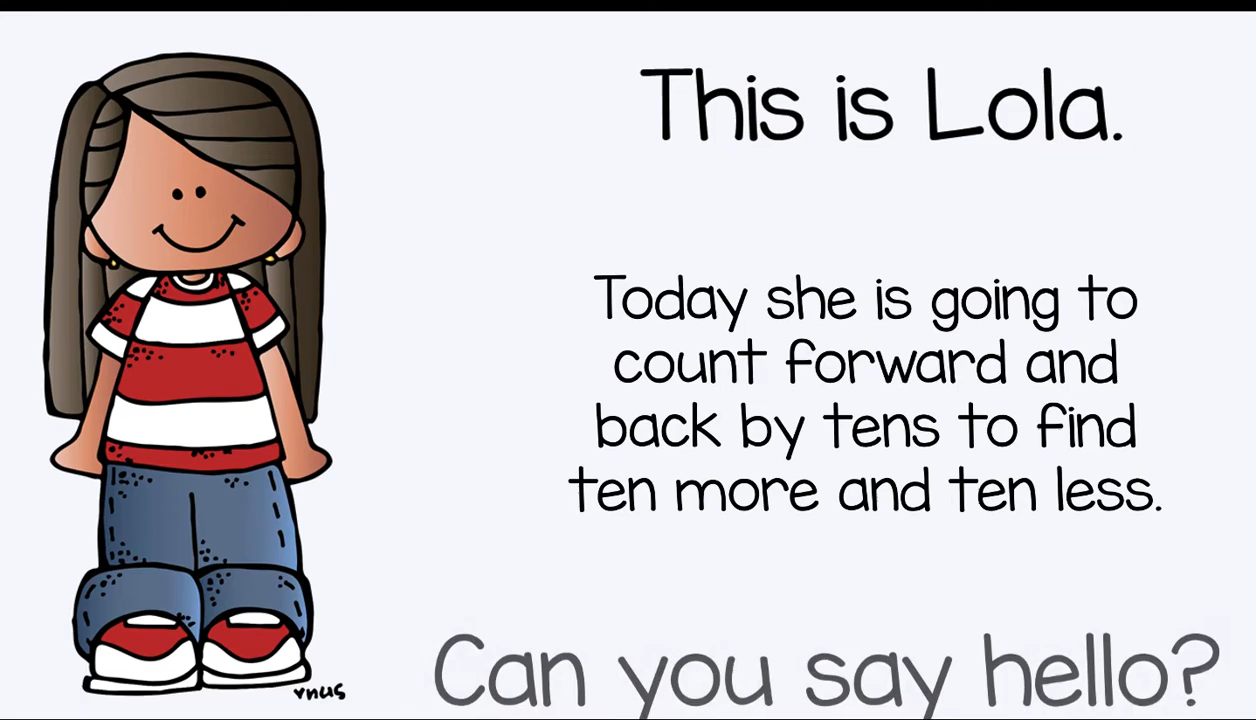 This is Lola.
Today she is going to
count forward and
back by tens to find
ten more and ten less.
Can you say hello?